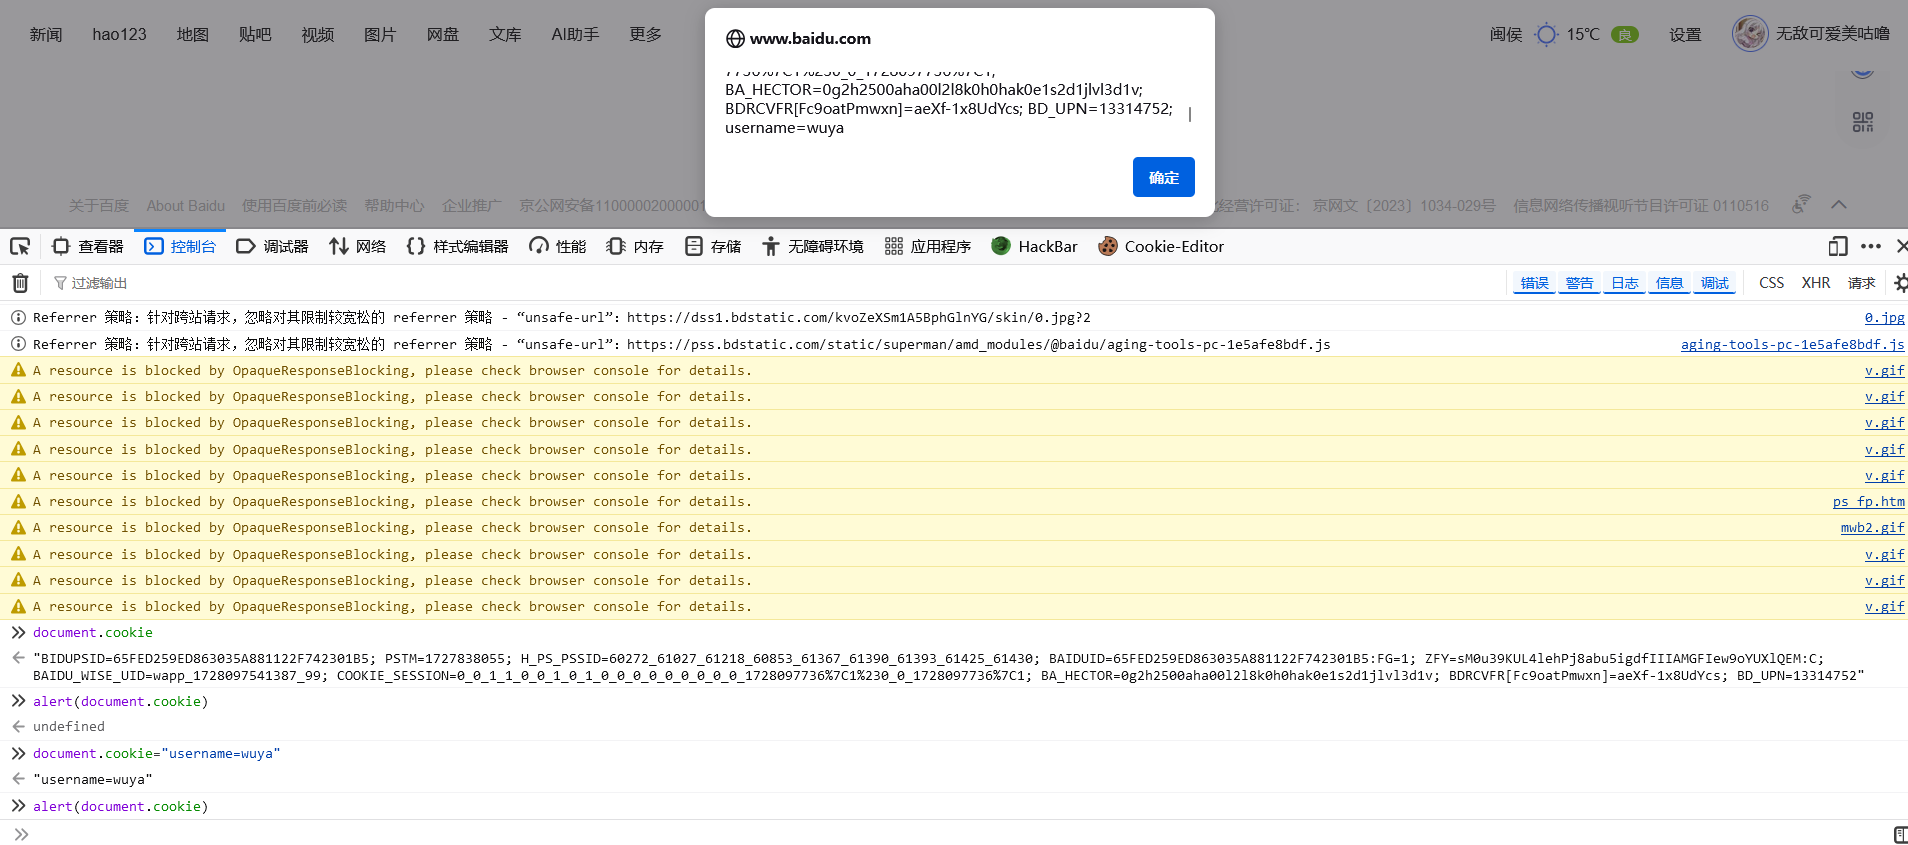 新闻 hao123 地图 贴吧 视频 图片 网盘 文库 AI助手 更多
闽侯 15℃ 良 设置 无敌可爱美咕噜
www.baidu.com
BA_HECTOR=0g2h2500aha00l2l8k0h0hak0e1s2d1jlvl3d1v;
BDRCVFR[Fc9oatPmwxn]=aeXf-1x8UdYcs; BD_UPN=13314752;
username=wuya
确定
关于百度 About Baidu 使用百度前必读 帮助中心 企业推广 京公网安备11000002000001 经营许可证： 京网文〔2023〕1034-029号 信息网络传播视听节目许可证 0110516
查看器 控制台 调试器 网络 样式编辑器 性能 内存 存储 无障碍环境 应用程序 HackBar Cookie-Editor
过滤输出 错误 警告 日志 信息 调试 CSS XHR 请求
Referrer 策略：针对跨站请求，忽略对其限制较宽松的 referrer 策略 - “unsafe-url”：https://dss1.bdstatic.com/kvoZeXSm1A5BphGlnYG/skin/0.jpg?2 0.jpg
Referrer 策略：针对跨站请求，忽略对其限制较宽松的 referrer 策略 - “unsafe-url”：https://pss.bdstatic.com/static/superman/amd_modules/@baidu/aging-tools-pc-1e5afe8bdf.js aging-tools-pc-1e5afe8bdf.js
A resource is blocked by OpaqueResponseBlocking, please check browser console for details. v.gif
A resource is blocked by OpaqueResponseBlocking, please check browser console for details. v.gif
A resource is blocked by OpaqueResponseBlocking, please check browser console for details. v.gif
A resource is blocked by OpaqueResponseBlocking, please check browser console for details. v.gif
A resource is blocked by OpaqueResponseBlocking, please check browser console for details. v.gif
A resource is blocked by OpaqueResponseBlocking, please check browser console for details. ps_fp.htm
A resource is blocked by OpaqueResponseBlocking, please check browser console for details. mwb2.gif
A resource is blocked by OpaqueResponseBlocking, please check browser console for details. v.gif
A resource is blocked by OpaqueResponseBlocking, please check browser console for details. v.gif
A resource is blocked by OpaqueResponseBlocking, please check browser console for details. v.gif
document.cookie
"BIDUPSID=65FED259ED863035A881122F742301B5; PSTM=1727838055; H_PS_PSSID=60272_61027_61218_60853_61367_61390_61393_61425_61430; BAIDUID=65FED259ED863035A881122F742301B5:FG=1; ZFY=sM0u39KUL4lehPj8abu5igdfIIIAMGFIew9oYUXlQEM:C;
BAIDU_WISE_UID=wapp_1728097541387_99; COOKIE_SESSION=0_0_1_1_0_0_1_0_1_0_0_0_0_0_0_0_0_0_1728097736%7C1%230_0_1728097736%7C1; BA_HECTOR=0g2h2500aha00l2l8k0h0hak0e1s2d1jlvl3d1v; BDRCVFR[Fc9oatPmwxn]=aeXf-1x8UdYcs; BD_UPN=13314752"
alert(document.cookie)
undefined
document.cookie="username=wuya"
"username=wuya"
alert(document.cookie)